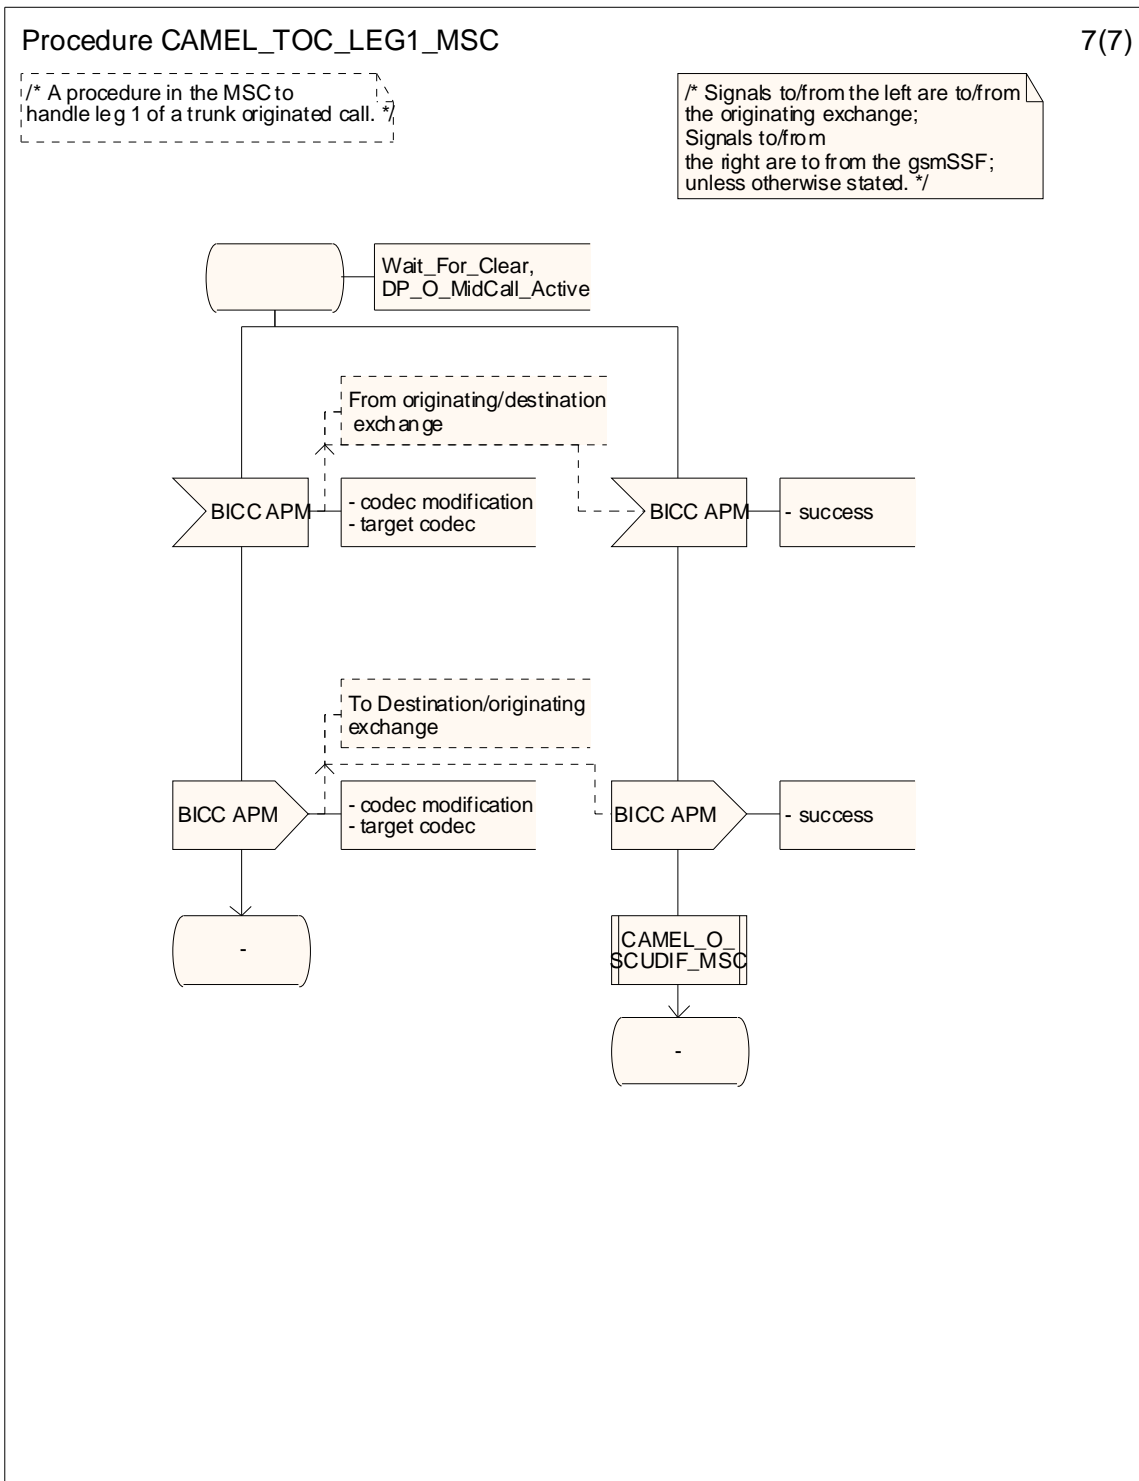 Procedure CAMEL_TOC_LEG1_MSC
7(7)
/* A procedure in the MSC to
handle leg 1 of a trunk originated call. */
/* Signals to/from the left are to/from
the originating exchange;
Signals to/from
the right are to from the gsmSSF;
unless otherwise stated. */
Wait_For_Clear,
DP_O_MidCall_Active
From originating/destination
exchange
BICC APM
- codec modification
- target codec
BICC APM
- success
To Destination/originating
exchange
BICC APM
- codec modification
- target codec
BICC APM
- success
-
CAMEL_O_
SCUDIF_MSC
-